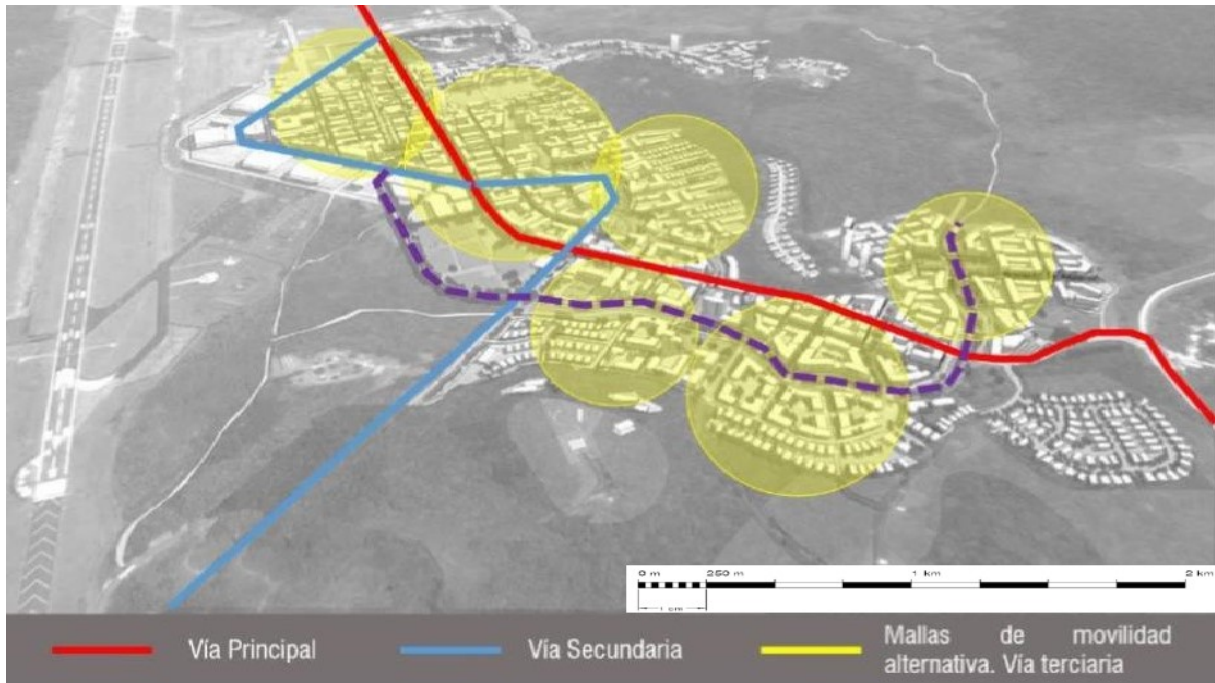 0 m 250 m 1 km 2 km
1 cm
Vía Principal
Vía Secundaria
Mallas de movilidad
alternativa. Vía terciaria